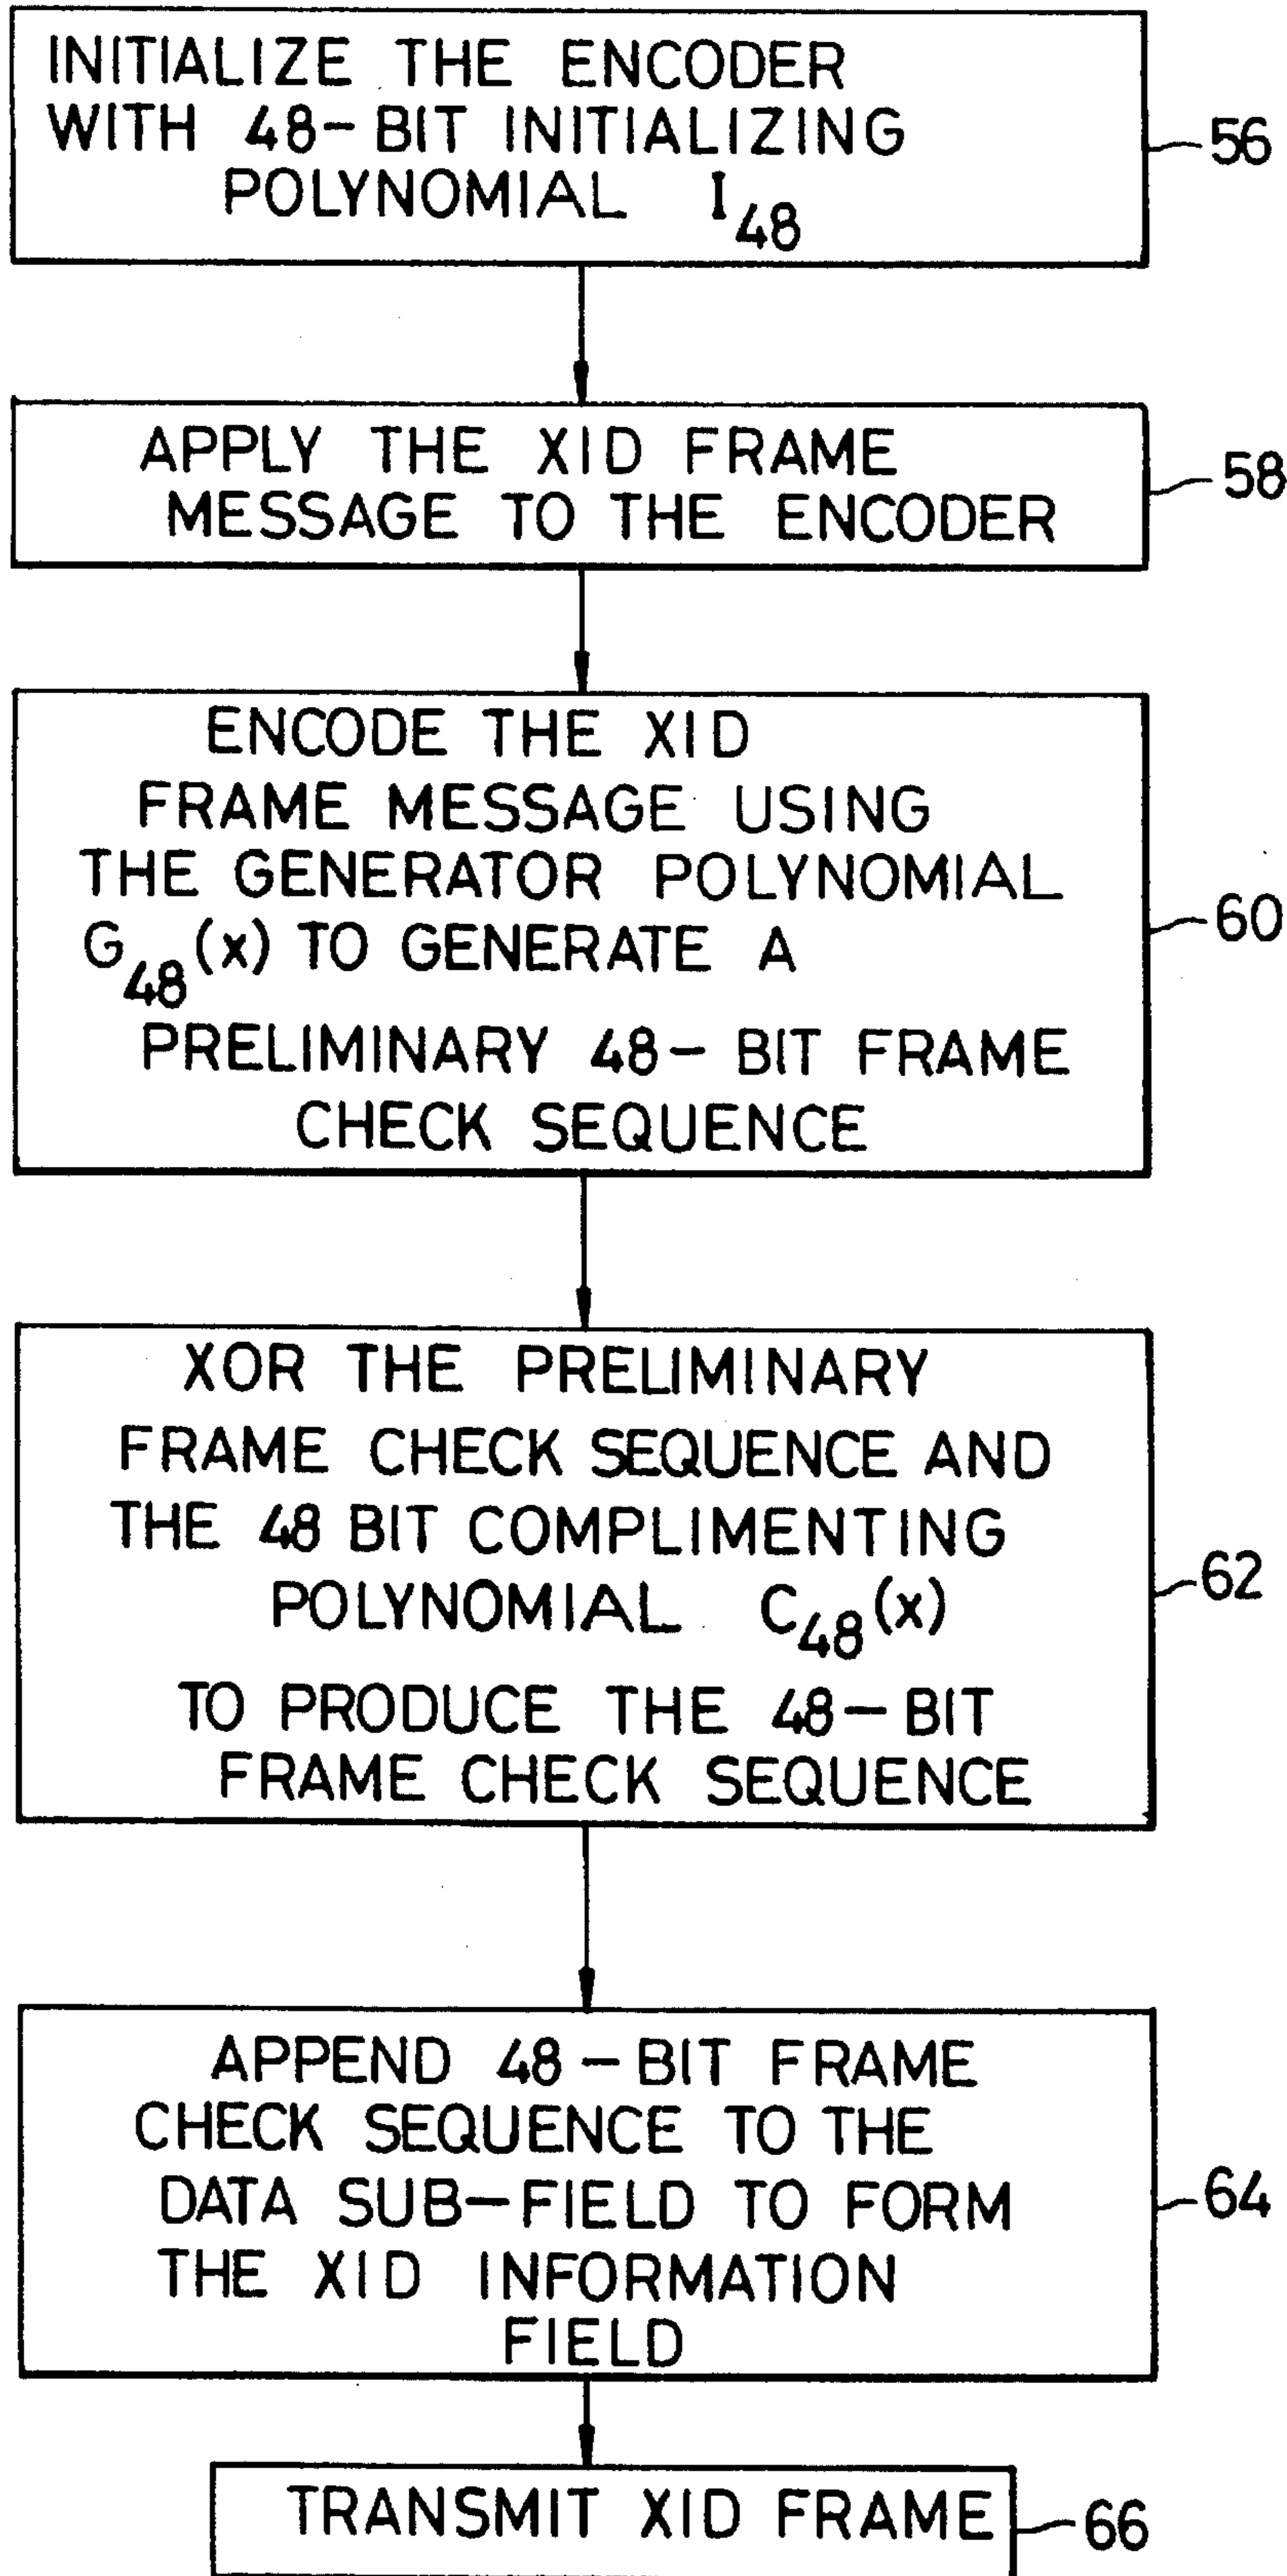 INITIALIZE THE ENCODER
WITH 48-BIT INITIALIZING
POLYNOMIAL I48
56
APPLY THE XID FRAME
MESSAGE TO THE ENCODER
58
ENCODE THE XID
FRAME MESSAGE USING
THE GENERATOR POLYNOMIAL
G48(x) TO GENERATE A
PRELIMINARY 48-BIT FRAME
CHECK SEQUENCE
60
XOR THE PRELIMINARY
FRAME CHECK SEQUENCE AND
THE 48 BIT COMPLIMENTING
POLYNOMIAL C48(x)
TO PRODUCE THE 48-BIT
FRAME CHECK SEQUENCE
62
APPEND 48-BIT FRAME
CHECK SEQUENCE TO THE
DATA SUB-FIELD TO FORM
THE XID INFORMATION
FIELD
64
TRANSMIT XID FRAME
66